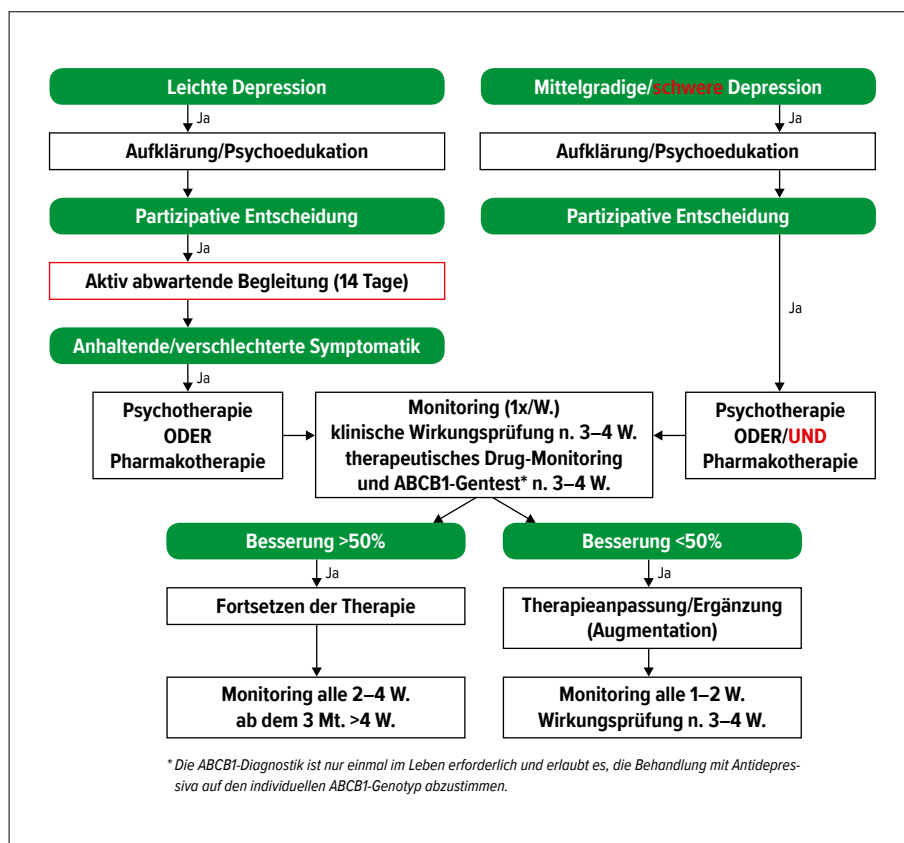 Leichte Depression
Ja
Aufklärung/Psychoedukation
Partizipative Entscheidung
Ja
Aktiv abwartende Begleitung (14 Tage)
Anhaltende/verschlechterte Symptomatik
Ja
Psychotherapie
ODER
Pharmakotherapie
Mittelgradige/schwere Depression
Ja
Aufklärung/Psychoedukation
Partizipative Entscheidung
Ja
Psychotherapie
ODER/UND
Pharmakotherapie
Monitoring (1x/W.)
klinische Wirkungsprüfung n. 3–4 W.
therapeutisches Drug-Monitoring
und ABCB1-Gentest* n. 3–4 W.
Besserung >50%
Ja
Fortsetzen der Therapie
Monitoring alle 2–4 W.
ab dem 3 Mt. >4 W.
Besserung <50%
Ja
Therapieanpassung/Ergänzung
(Augmentation)
Monitoring alle 1–2 W.
Wirkungsprüfung n. 3–4 W.
* Die ABCB1-Diagnostik ist nur einmal im Leben erforderlich und erlaubt es, die Behandlung mit Antidepres-
siva auf den individuellen ABCB1-Genotyp abzustimmen.